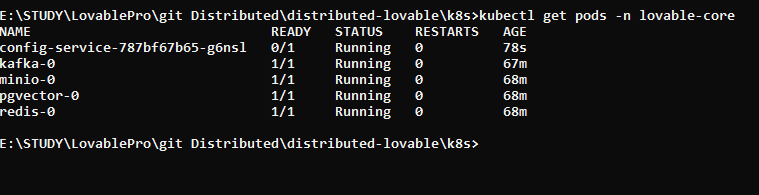 E:\STUDY\LovablePro\git Distributed\distributed-lovable\k8s>kubectl get pods -n lovable-core
NAME READY STATUS RESTARTS AGE
config-service-787bf67b65-g6nsl 0/1 Running 0 78s
kafka-0 1/1 Running 0 67m
minio-0 1/1 Running 0 68m
pgvector-0 1/1 Running 0 68m
redis-0 1/1 Running 0 68m
E:\STUDY\LovablePro\git Distributed\distributed-lovable\k8s>